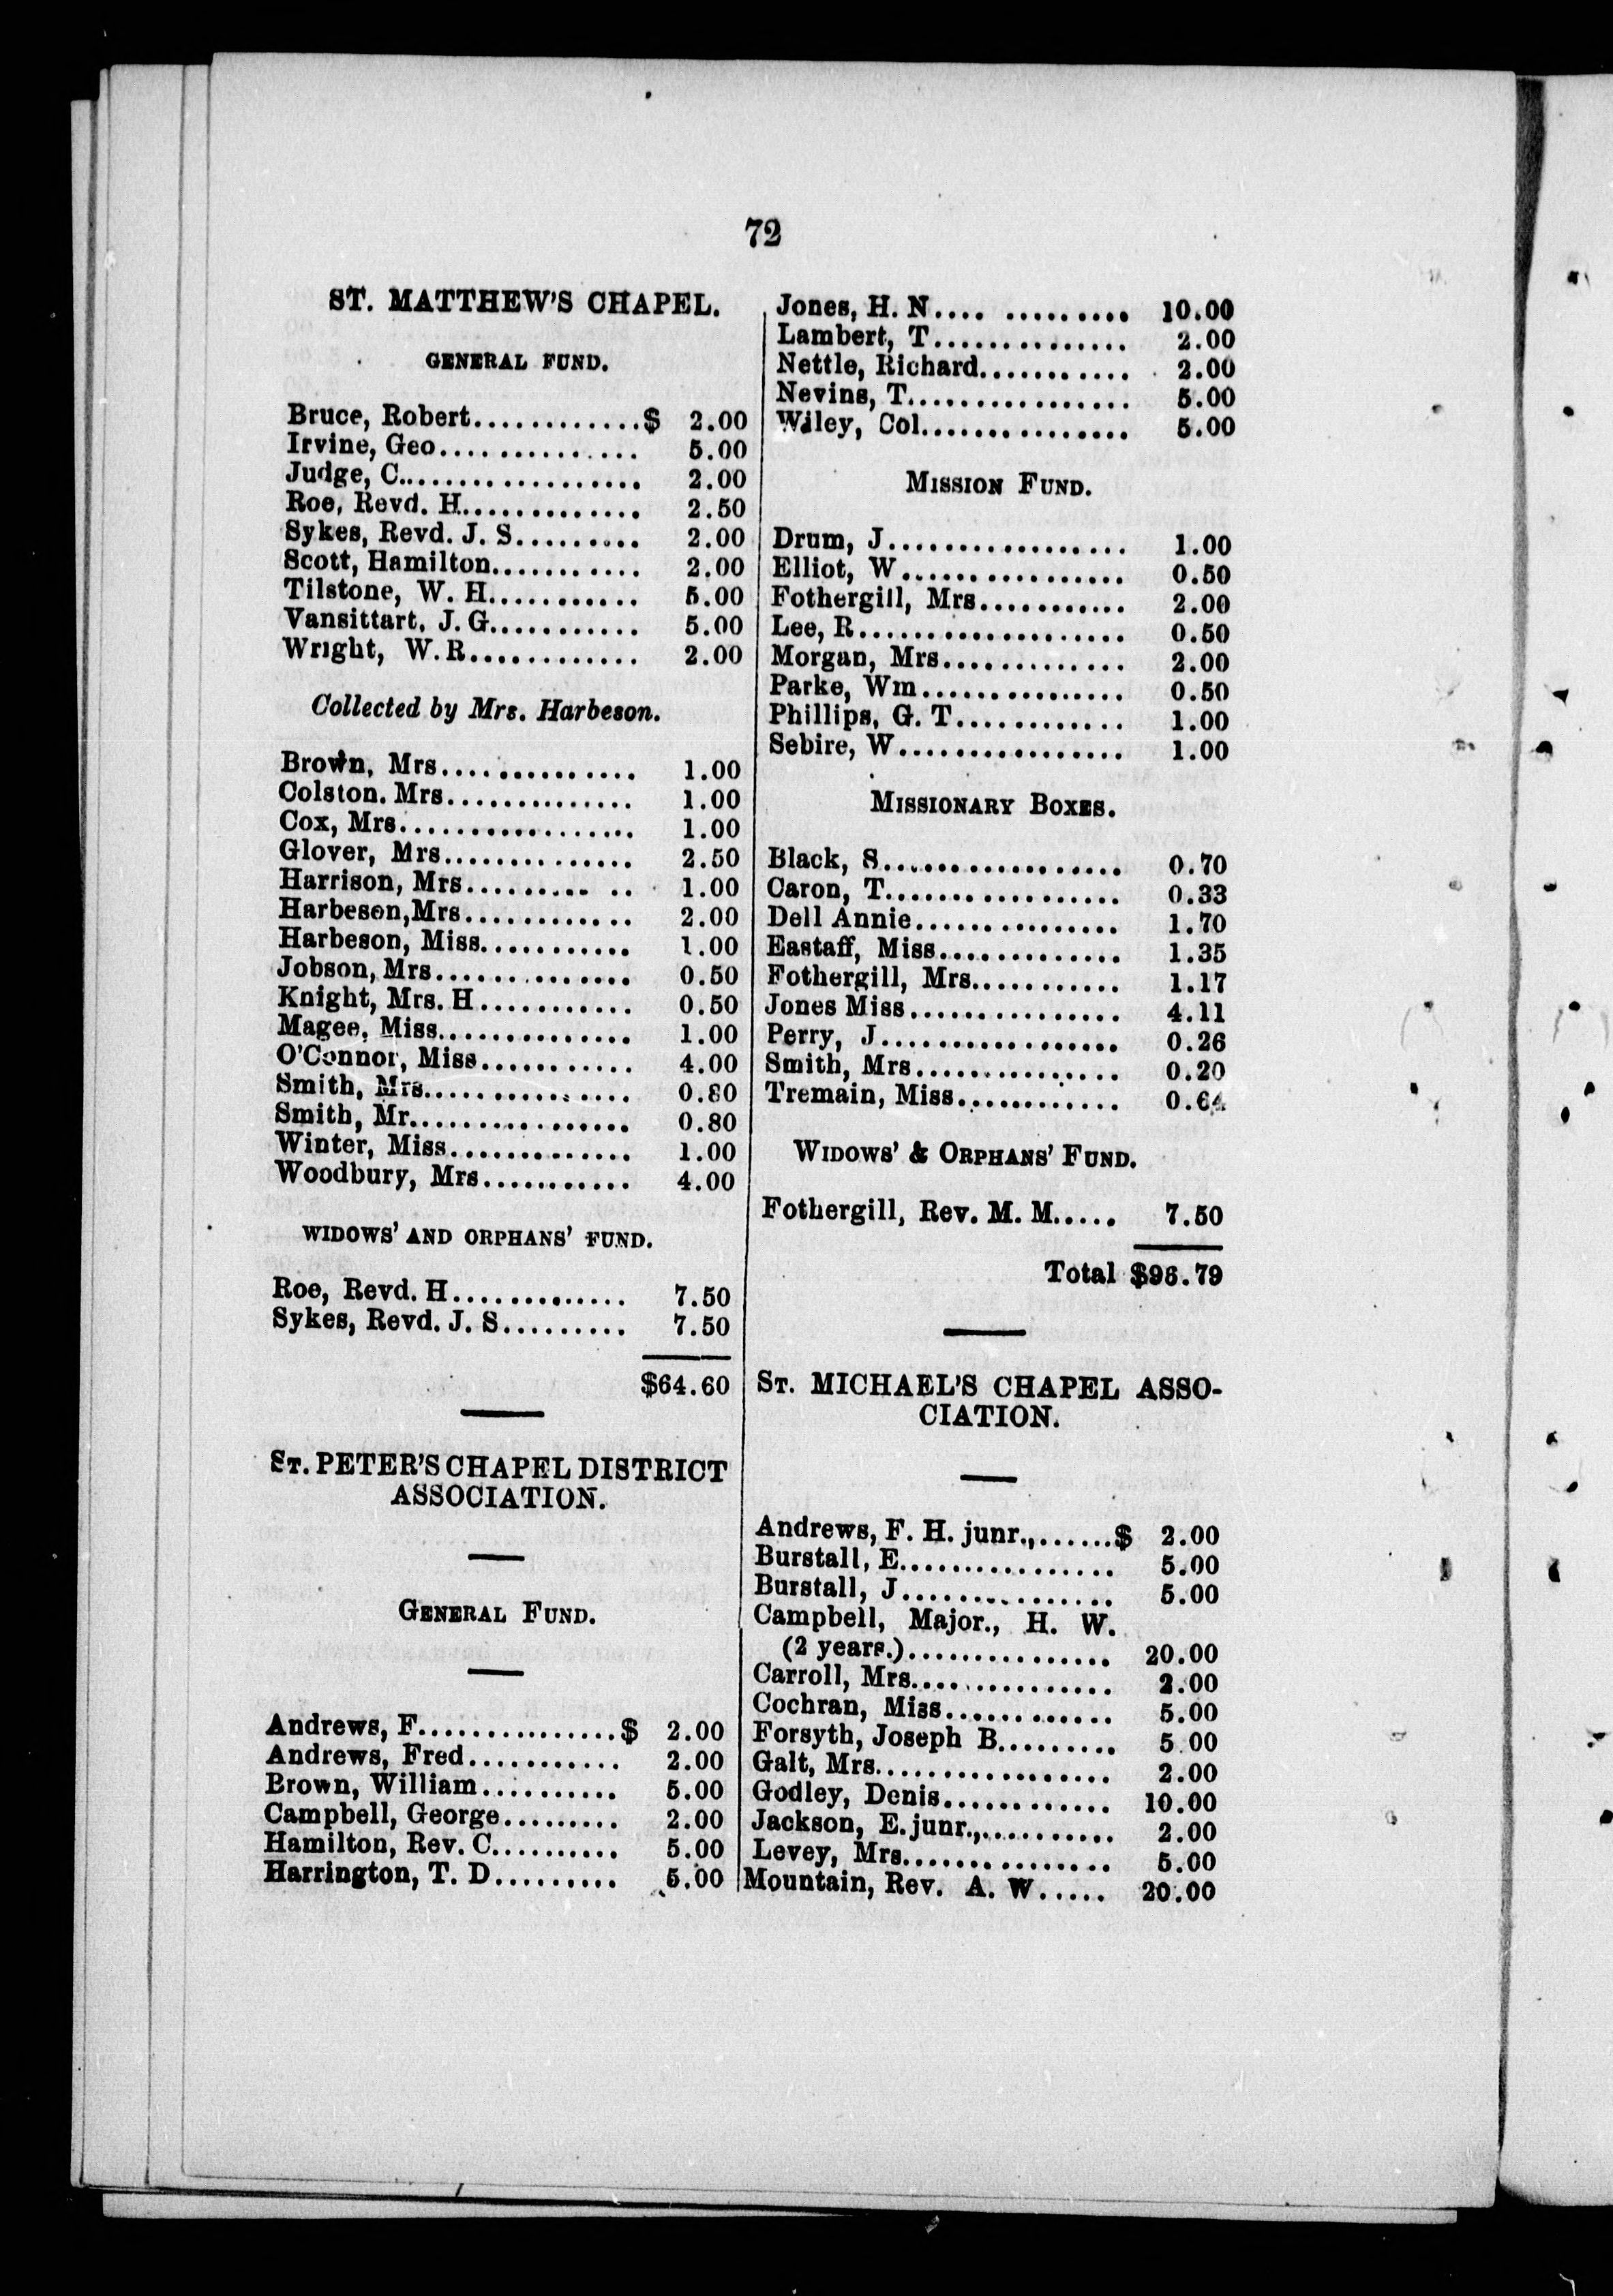 72
ST. MATTHEW'S CHAPEL.
GENERAL FUND.
Bruce, Robert.............$ 2.00
Irvine, Geo.............. 5.00
Judge, C................. 2.00
Roe, Revd. H............. 2.50
Sykes, Revd. J. S......... 2.00
Scott, Hamilton........... 2.00
Tilstone, W. H........... 5.00
Vansittart, J. G........... 5.00
Wright, W. R............. 2.00
Collected by Mrs. Harbeson.
Brown, Mrs.............. 1.00
Colston. Mrs............. 1.00
Cox, Mrs................. 1.00
Glover, Mrs.............. 2.50
Harrison, Mrs......... .. 1.00
Harbeson, Mrs............ 2.00
Harbeson, Miss........... 1.00
Jobson, Mrs.............. 0.50
Knight, Mrs. H........... 0.50
Magee, Miss.............. 1.00
O'Connor, Miss........... 4.00
Smith, Mrs............... 0.80
Smith, Mr................ 0.80
Winter, Miss............. 1.00
Woodbury, Mrs........... 4.00
WIDOWS' AND ORPHANS' FUND.
Roe, Revd. H............. 7.50
Sykes, Revd. J. S......... 7.50
$64.60
ST. PETER'S CHAPEL DISTRICT
ASSOCIATION.
GENERAL FUND.
Andrews, F..............$ 2.00
Andrews, Fred........... 2.00
Brown, William.......... 5.00
Campbell, George......... 2.00
Hamilton, Rev. C.......... 5.00
Harrington, T. D......... 5.00
Jones, H. N.... ......... 10.00
Lambert, T.............. 2.00
Nettle, Richard........... 2.00
Nevins, T................ 5.00
Wiley, Col............... 5.00
MISSION FUND.
Drum, J................. 1.00
Elliot, W................ 0.50
Fothergill, Mrs........... 2.00
Lee, R................... 0.50
Morgan, Mrs............. 2.00
Parke, Wm............... 0.50
Phillips, G. T............ 1.00
Sebire, W................ 1.00
MISSIONARY BOXES.
Black, S................. 0.70
Caron, T................. 0.33
Dell Annie............... 1.70
Eastaff, Miss............. 1.35
Fothergill, Mrs........... 1.17
Jones Miss............... 4.11
Perry, J................. 0.26
Smith, Mrs............... 0.20
Tremain, Miss............ 0.64
WIDOWS' & ORPHANS' FUND.
Fothergill, Rev. M. M..... 7.50
Total $96.79
ST. MICHAEL'S CHAPEL ASSO-
CIATION.
Andrews, F. H. junr.,......$ 2.00
Burstall, E................ 5.00
Burstall, J............... 5.00
Campbell, Major., H. W.
(2 years.)............... 20.00
Carroll, Mrs.............. 2.00
Cochran, Miss............ 5.00
Forsyth, Joseph B......... 5.00
Galt, Mrs................. 2.00
Godley, Denis............ 10.00
Jackson, E. junr.,.......... 2.00
Levey, Mrs............... 5.00
Mountain, Rev. A. W..... 20.00